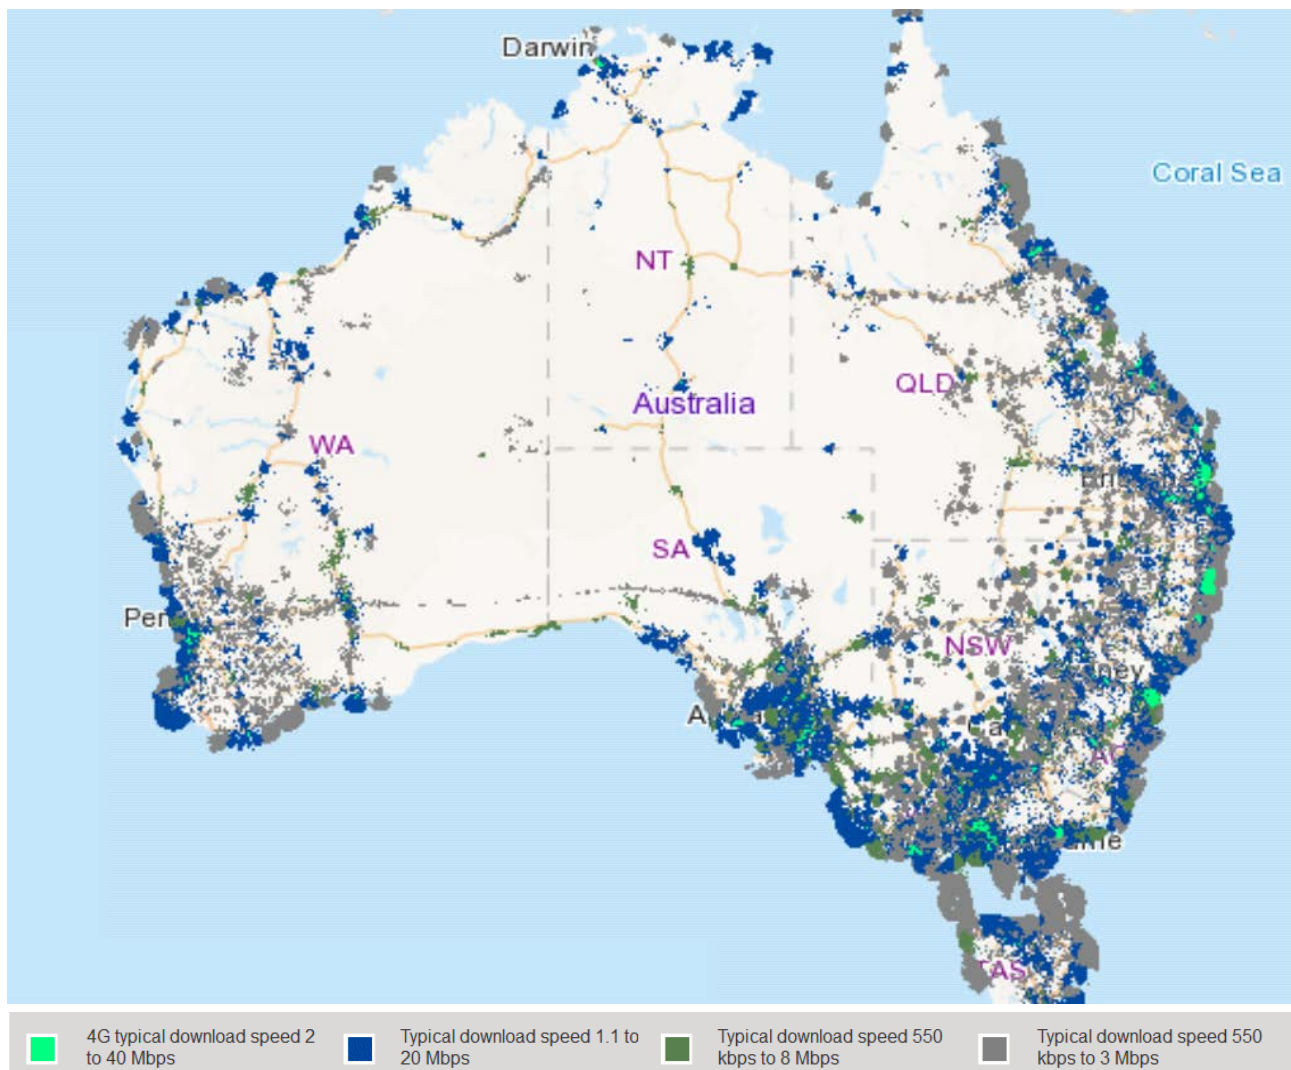 Darwin
Coral Sea
NT
QLD
Australia
WA
SA
NSW
TAS
4G typical download speed 2
to 40 Mbps
Typical download speed 1.1 to
20 Mbps
Typical download speed 550
kbps to 8 Mbps
Typical download speed 550
kbps to 3 Mbps